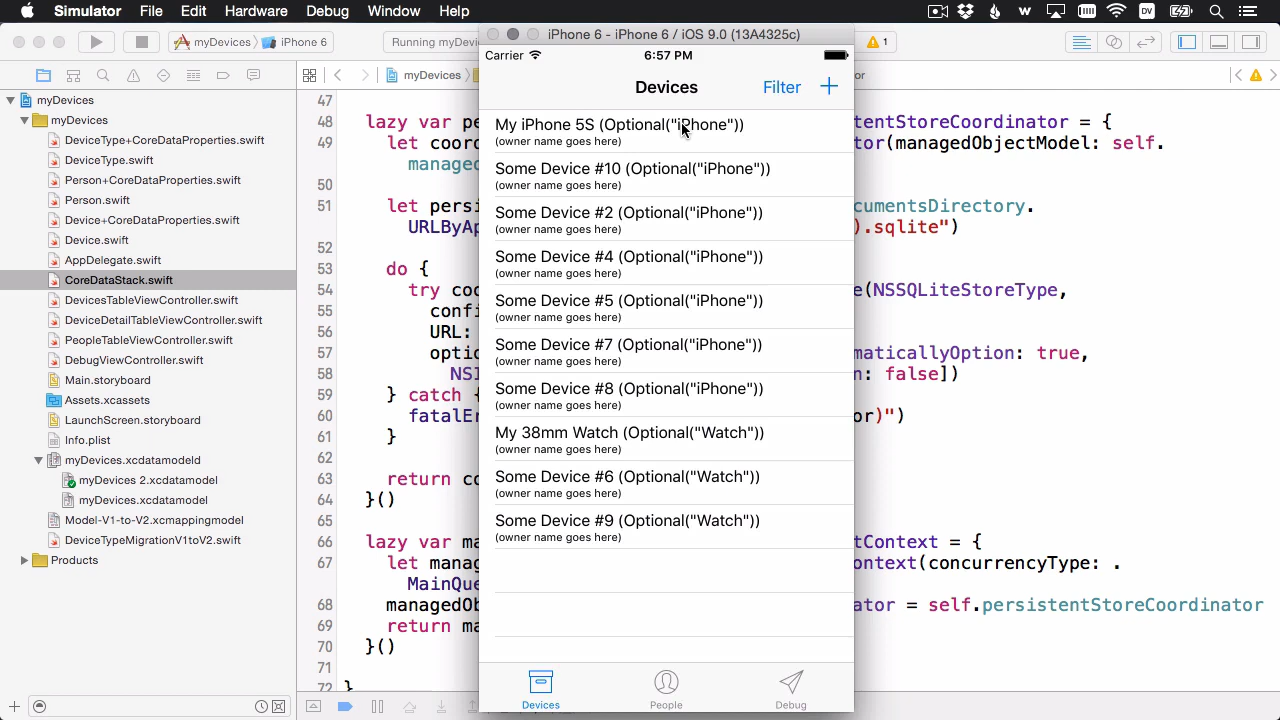 Simulator File Edit Hardware Debug Window Help
myDevices iPhone 6
Running myDevi
iPhone 6 - iPhone 6 / iOS 9.0 (13A4325c)
1
myDevices
or
myDevices
myDevices
DeviceType+CoreDataProperties.swift
DeviceType.swift
Person+CoreDataProperties.swift
Person.swift
Device+CoreDataProperties.swift
Device.swift
AppDelegate.swift
CoreDataStack.swift
DevicesTableViewController.swift
DeviceDetailTableViewController.swift
PeopleTableViewController.swift
DebugViewController.swift
Main.storyboard
Assets.xcassets
LaunchScreen.storyboard
Info.plist
myDevices.xcdatamodeld
myDevices 2.xcdatamodel
myDevices.xcdatamodel
Model-V1-to-V2.xcmappingmodel
DeviceTypeMigrationV1toV2.swift
Products
47
48 lazy var pe
49 let coor
managed
50
51 let persi
URLByAp
52
53 do {
54 try coo
55 confi
56 URL:
57 optio
58 NSI
59 } catch {
60 fatalEr
61 }
62
63 return co
64 }()
65
66 lazy var ma
67 let manag
MainQue
68 managedOb
69 return ma
70 }()
71
72 }
Carrier 6:57 PM
Devices Filter +
My iPhone 5S (Optional("iPhone"))
(owner name goes here)
Some Device #10 (Optional("iPhone"))
(owner name goes here)
Some Device #2 (Optional("iPhone"))
(owner name goes here)
Some Device #4 (Optional("iPhone"))
(owner name goes here)
Some Device #5 (Optional("iPhone"))
(owner name goes here)
Some Device #7 (Optional("iPhone"))
(owner name goes here)
Some Device #8 (Optional("iPhone"))
(owner name goes here)
My 38mm Watch (Optional("Watch"))
(owner name goes here)
Some Device #6 (Optional("Watch"))
(owner name goes here)
Some Device #9 (Optional("Watch"))
(owner name goes here)
Devices People Debug
tentStoreCoordinator = {
tor(managedObjectModel: self.
cumentsDirectory.
).sqlite")
e(NSSQLiteStoreType,
maticallyOption: true,
n: false])
or)")
tContext = {
ontext(concurrencyType: .
ator = self.persistentStoreCoordinator